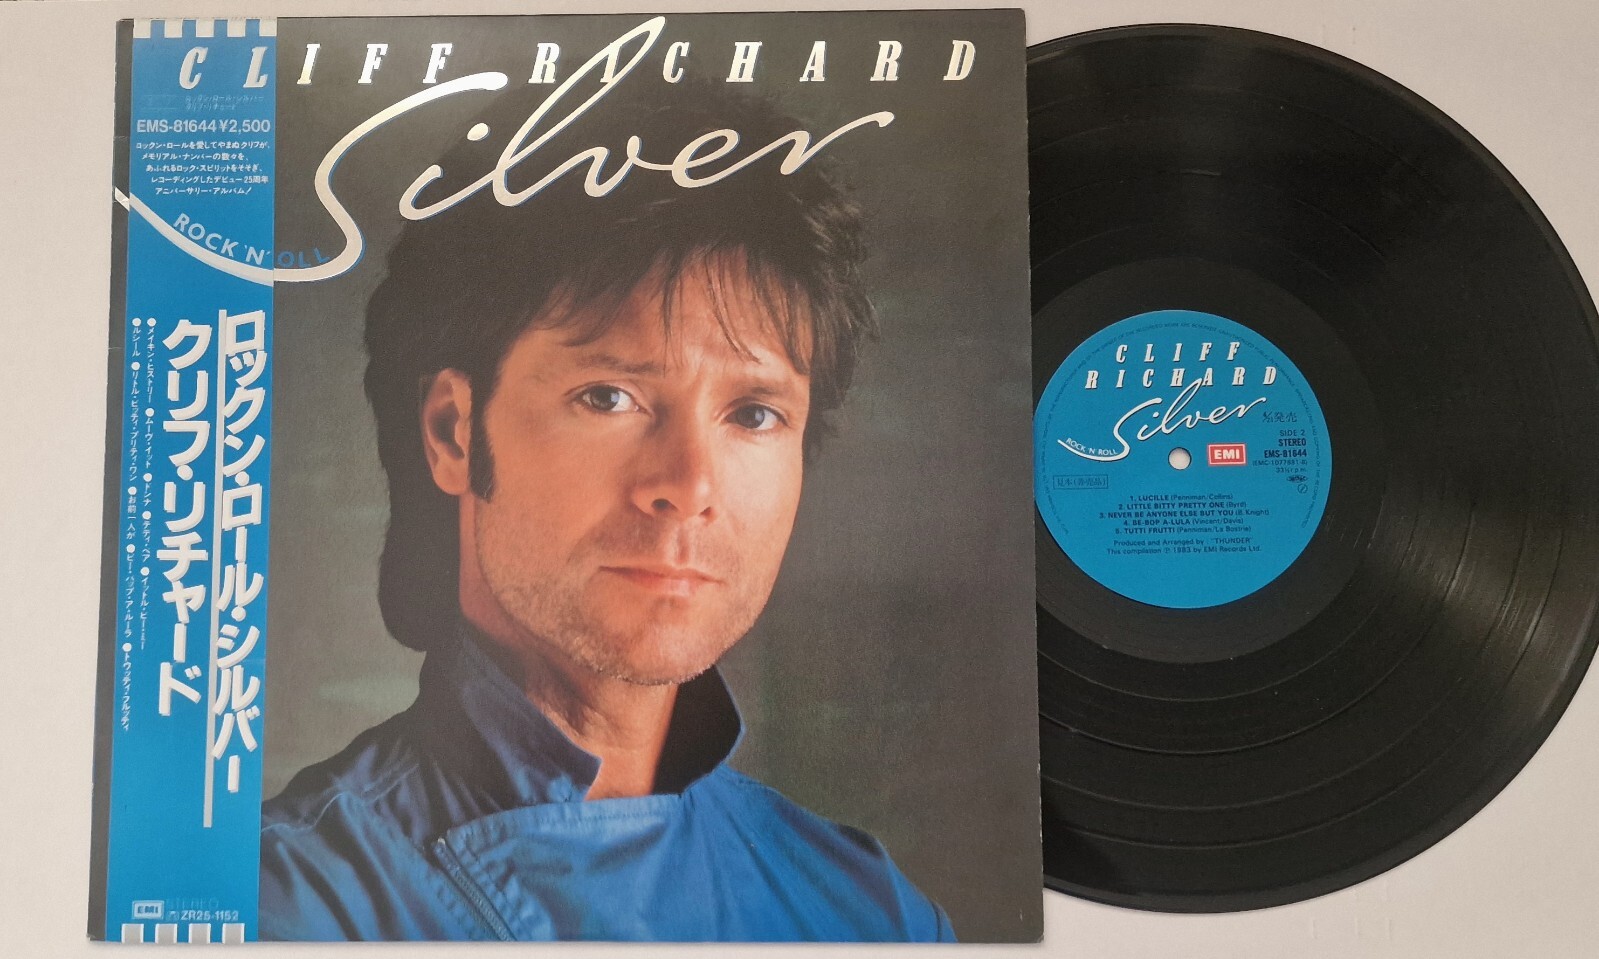 CLIFF RICHARD
Silver
EMS-81644 ¥2,500
ロックン・ロールを愛してやまぬクリフが、
メモリアル・ナンバーの数々を、
あふれるロック・スピリットをそそぎ、
レコーディングしたデビュー25周年
アニバーサリー・アルバム!
ROCK 'N' ROLL
ロックン・ロール・シルバー
クリフ・リチャード
●メイキン・ヒストリー ●ムーヴ・イット ●ドンナ ●テディ・ベア ●イットル・ビー・ミー
●ルシール ●リトル・ビッティ・プリティ・ワン ●お前一人が ●ビー・バップ・ア・ルーラ ●トゥッティ・フルッティ
EMI
STEREO
ZR25-1152
CLIFF
RICHARD
Silver
ROCK 'N' ROLL
EMI
SIDE 2
STEREO
EMS-81644
33⅓ r.p.m.
見本(非売品)
1. LUCILLE (Penniman/Collins)
2. LITTLE BITTY PRETTY ONE (Byrd)
3. NEVER BE ANYONE ELSE BUT YOU (B. Knight)
4. BE-BOP A-LULA (Vincent/Davis)
5. TUTTI FRUTTI (Penniman/La Bostrie)
Produced and Arranged by : "THUNDER"
This compilation ℗ 1983 by EMI Records Ltd.